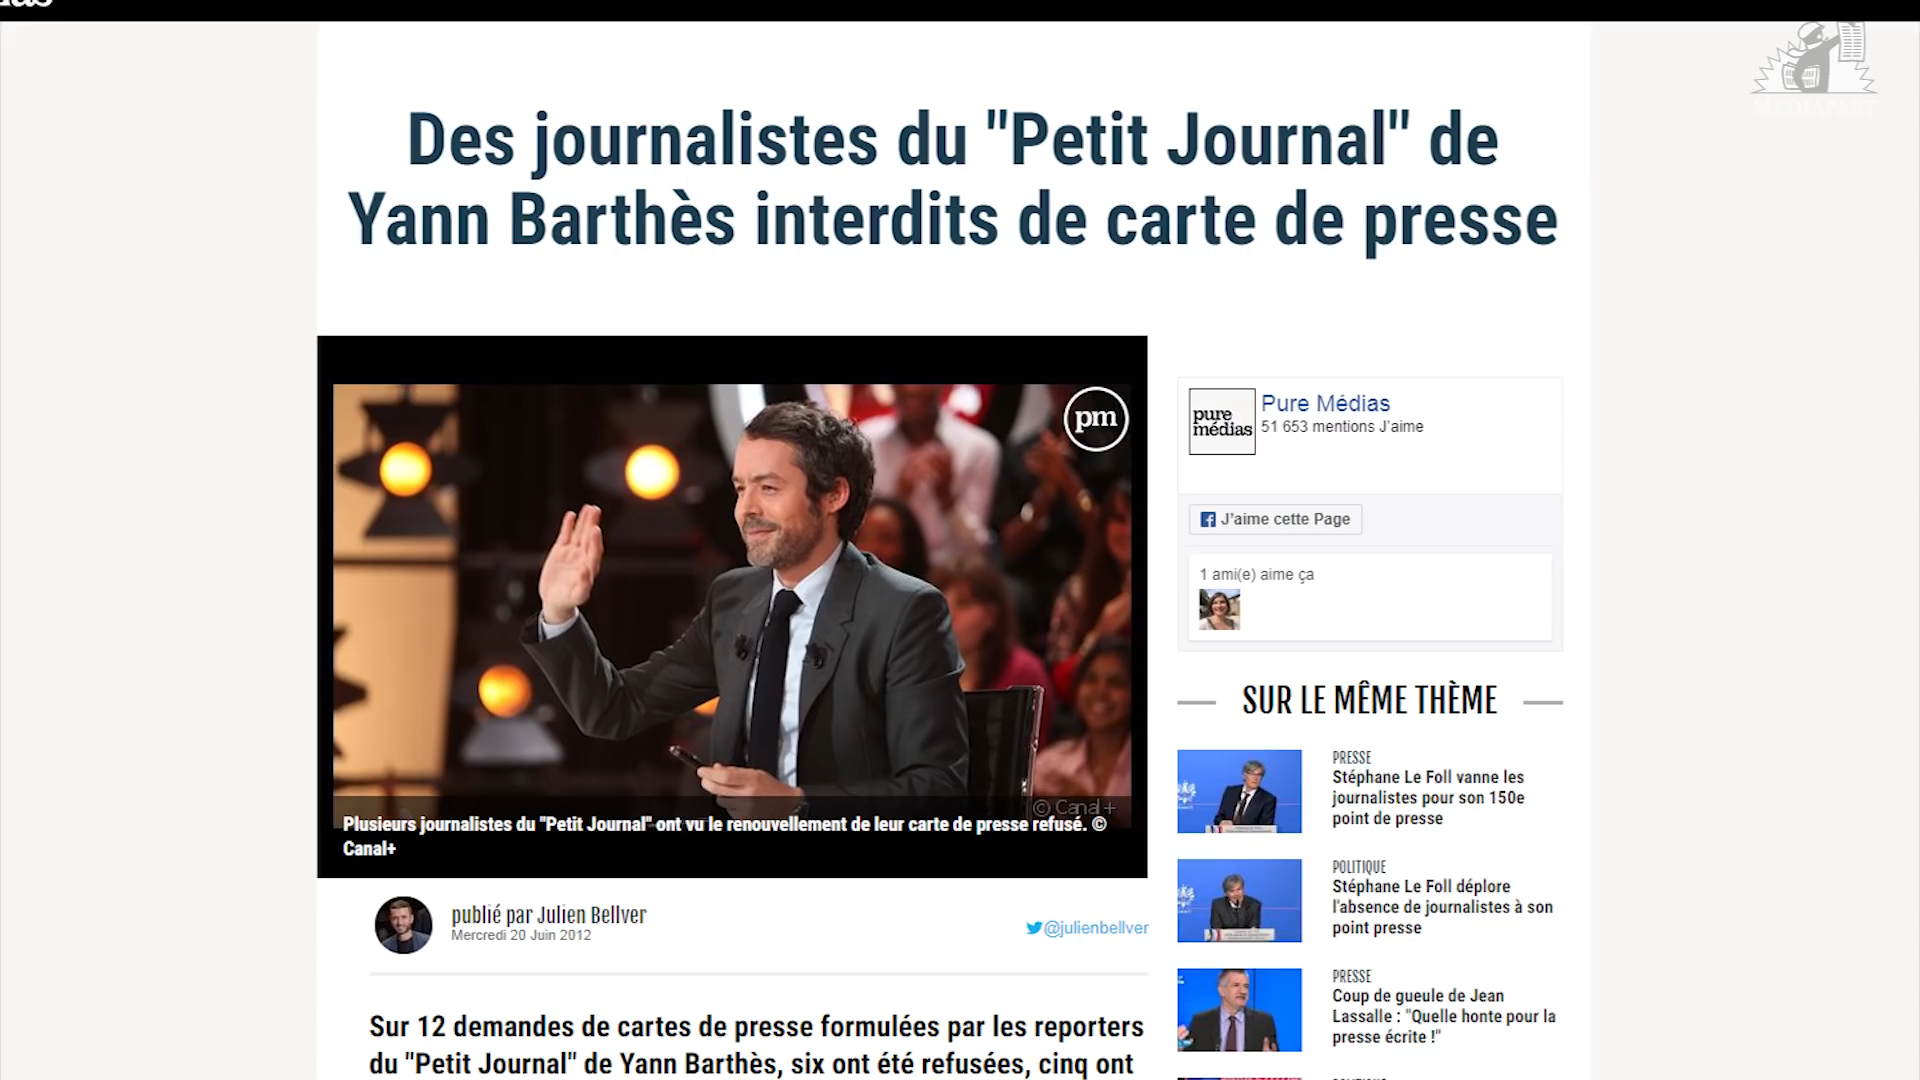 Des journalistes du "Petit Journal" de
Yann Barthès interdits de carte de presse
MEDIAPART
pm
© Canal+
Plusieurs journalistes du "Petit Journal" ont vu le renouvellement de leur carte de presse refusé. ©
Canal+
publié par Julien Bellver
Mercredi 20 Juin 2012
@julienbellver
Sur 12 demandes de cartes de presse formulées par les reporters
du "Petit Journal" de Yann Barthès, six ont été refusées, cinq ont
pure
médias
Pure Médias
51 653 mentions J'aime
J'aime cette Page
1 ami(e) aime ça
SUR LE MÊME THÈME
PRESSE
Stéphane Le Foll vanne les
journalistes pour son 150e
point de presse
POLITIQUE
Stéphane Le Foll déplore
l'absence de journalistes à son
point presse
PRESSE
Coup de gueule de Jean
Lassalle : "Quelle honte pour la
presse écrite !"